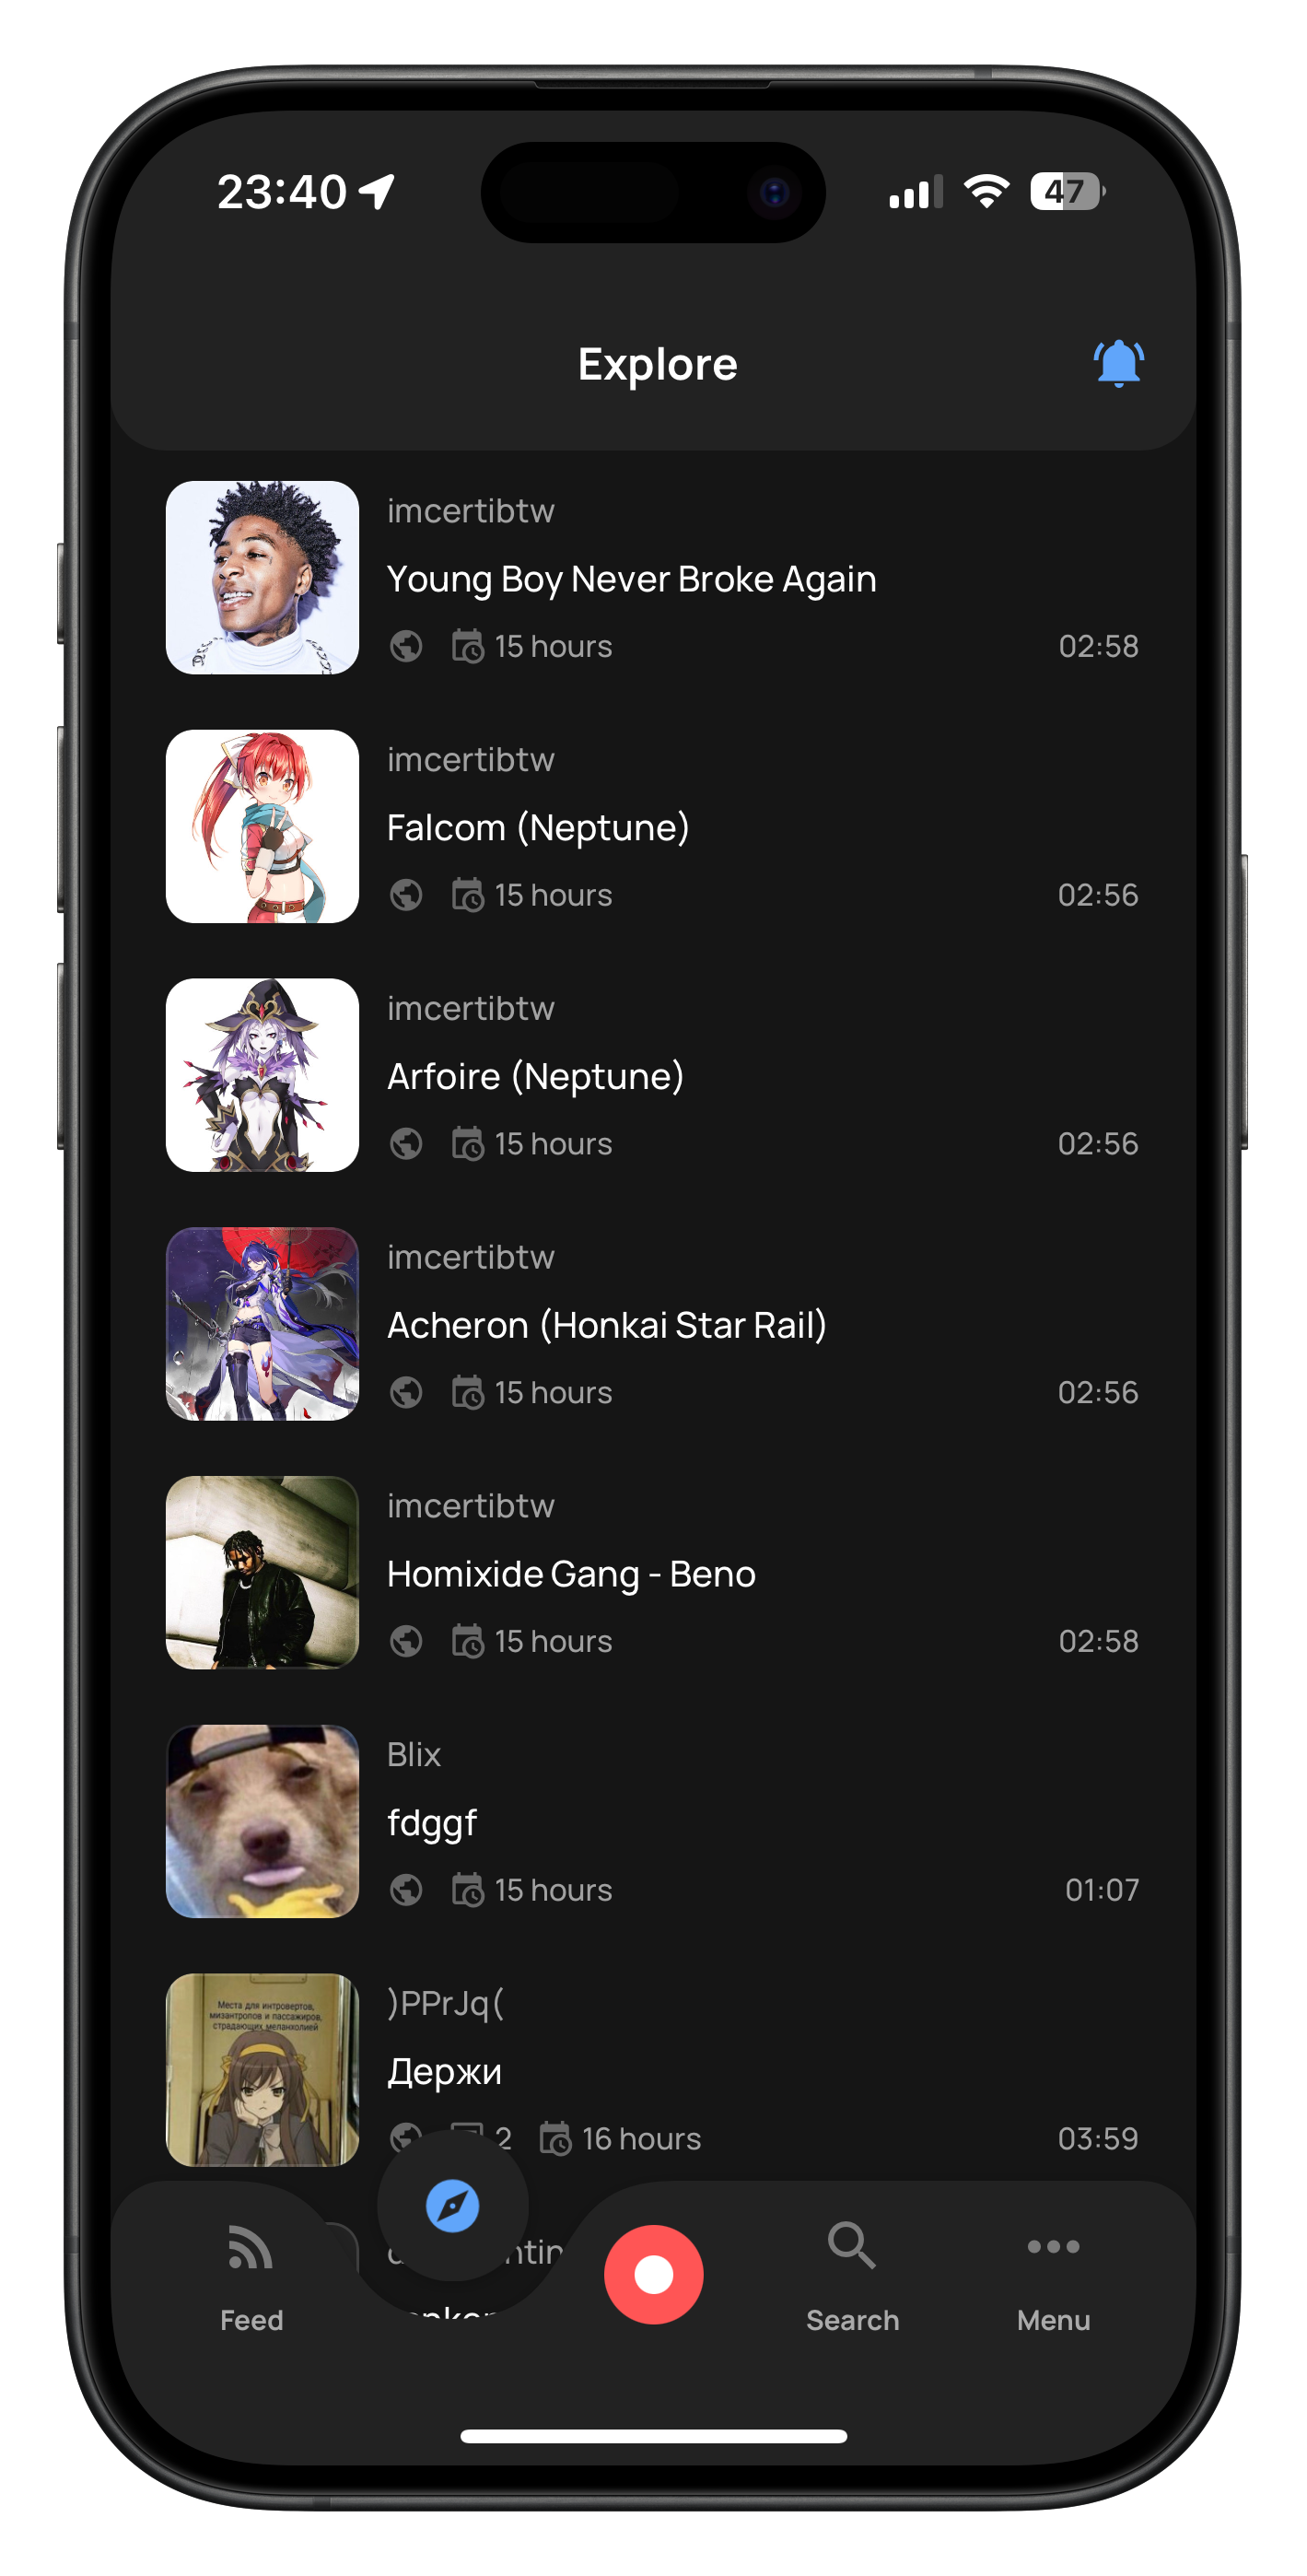 23:40
47
Explore
imcertibtw
Young Boy Never Broke Again
15 hours
02:58
imcertibtw
Falcom (Neptune)
15 hours
02:56
imcertibtw
Arfoire (Neptune)
15 hours
02:56
imcertibtw
Acheron (Honkai Star Rail)
15 hours
02:56
imcertibtw
Homixide Gang - Beno
15 hours
02:58
Blix
fdggf
15 hours
01:07
Места для интровертов,
мизантропов и пассажиров,
страдающих меланхолией
)PPrJq(
Держи
2
16 hours
03:59
Feed
Search
Menu